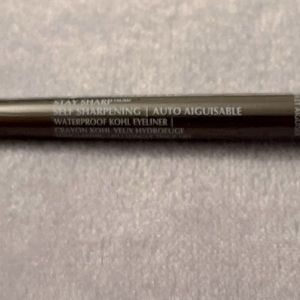 STAY SHARP
SELF SHARPENING | AUTO AIGUISABLE
WATERPROOF KOHL EYELINER |
CRAYON KOHL YEUX HYDROFUGE